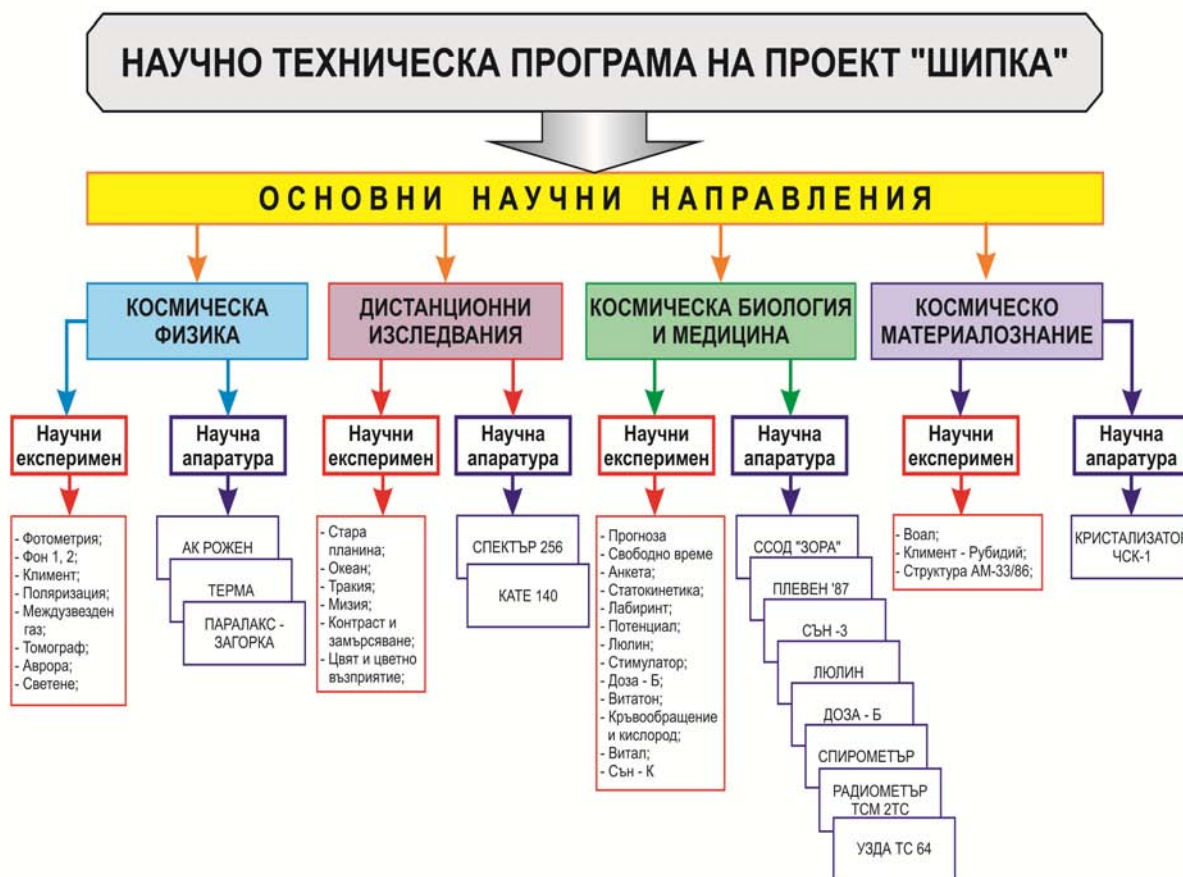 НАУЧНО ТЕХНИЧЕСКА ПРОГРАМА НА ПРОЕКТ "ШИПКА"
ОСНОВНИ НАУЧНИ НАПРАВЛЕНИЯ
КОСМИЧЕСКА
ФИЗИКА
ДИСТАНЦИОННИ
ИЗСЛЕДВАНИЯ
КОСМИЧЕСКА БИОЛОГИЯ
И МЕДИЦИНА
КОСМИЧЕСКО
МАТЕРИАЛОЗНАНИЕ
Научни
експеримен
Научна
апаратура
Научни
експеримен
Научна
апаратура
Научни
експеримен
Научна
апаратура
Научни
експеримен
Научна
апаратура
- Фотометрия;
- Фон 1, 2;
- Климент;
- Поляризация;
- Междузвезден
газ;
- Томограф;
- Аврора;
- Светене;
АК РОЖЕН
ТЕРМА
ПАРАЛАКС -
ЗАГОРКА
- Стара
планина;
- Океан;
- Тракия;
- Мизия;
- Контраст и
замърсяване;
- Цвят и цветно
възприятие;
СПЕКТЪР 256
КАТЕ 140
- Прогноза
- Свободно време
- Анкета;
- Статокинетика;
- Лабиринт;
- Потенциал;
- Люлин;
- Стимулатор;
- Доза - Б;
- Витатон;
- Кръвообращение
и кислород;
- Витал;
- Сън - К
ССОД "ЗОРА"
ПЛЕВЕН '87
СЪН -3
ЛЮЛИН
ДОЗА - Б
СПИРОМЕТЪР
РАДИОМЕТЪР
ТСМ 2ТС
УЗДА ТС 64
- Воал;
- Климент - Рубидий;
- Структура АМ-33/86;
КРИСТАЛИЗАТОР
ЧСК-1